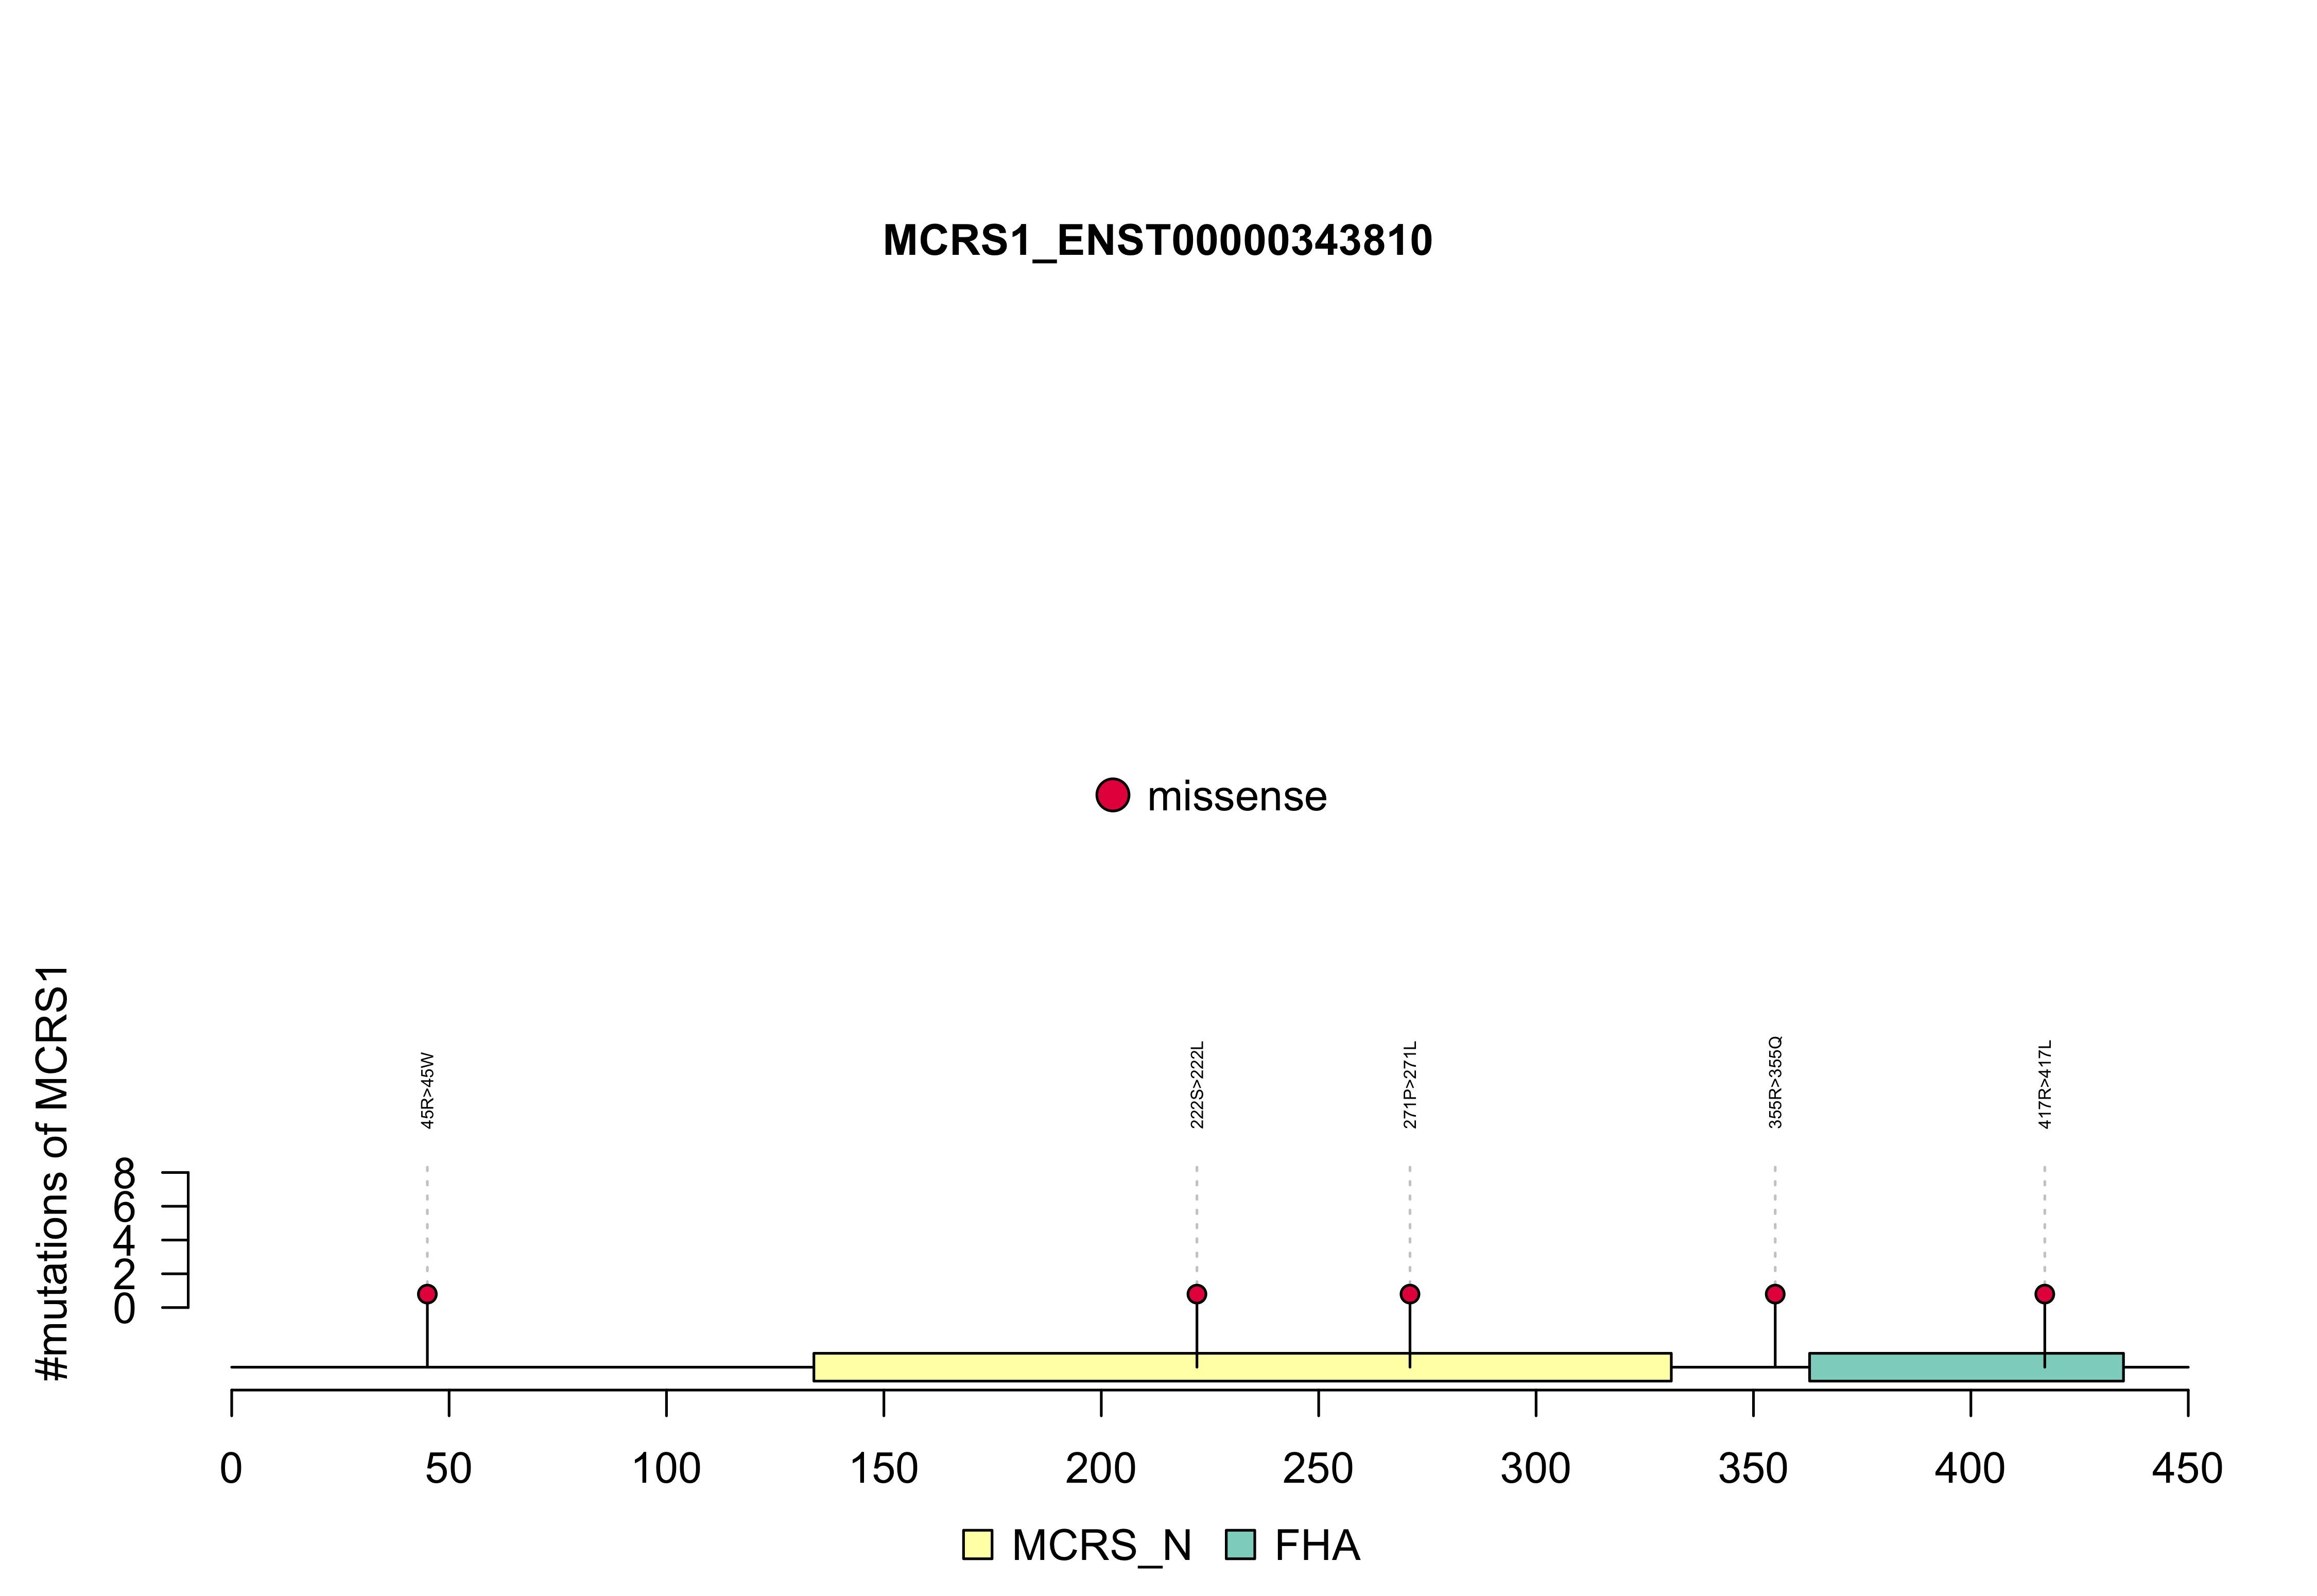 MCRS1_ENST00000343810
missense
#mutations of MCRS1
45R>45W
222S>222L
271P>271L
355R>355Q
417R>417L
8
6
4
2
0
0 50 100 150 200 250 300 350 400 450
MCRS_N FHA